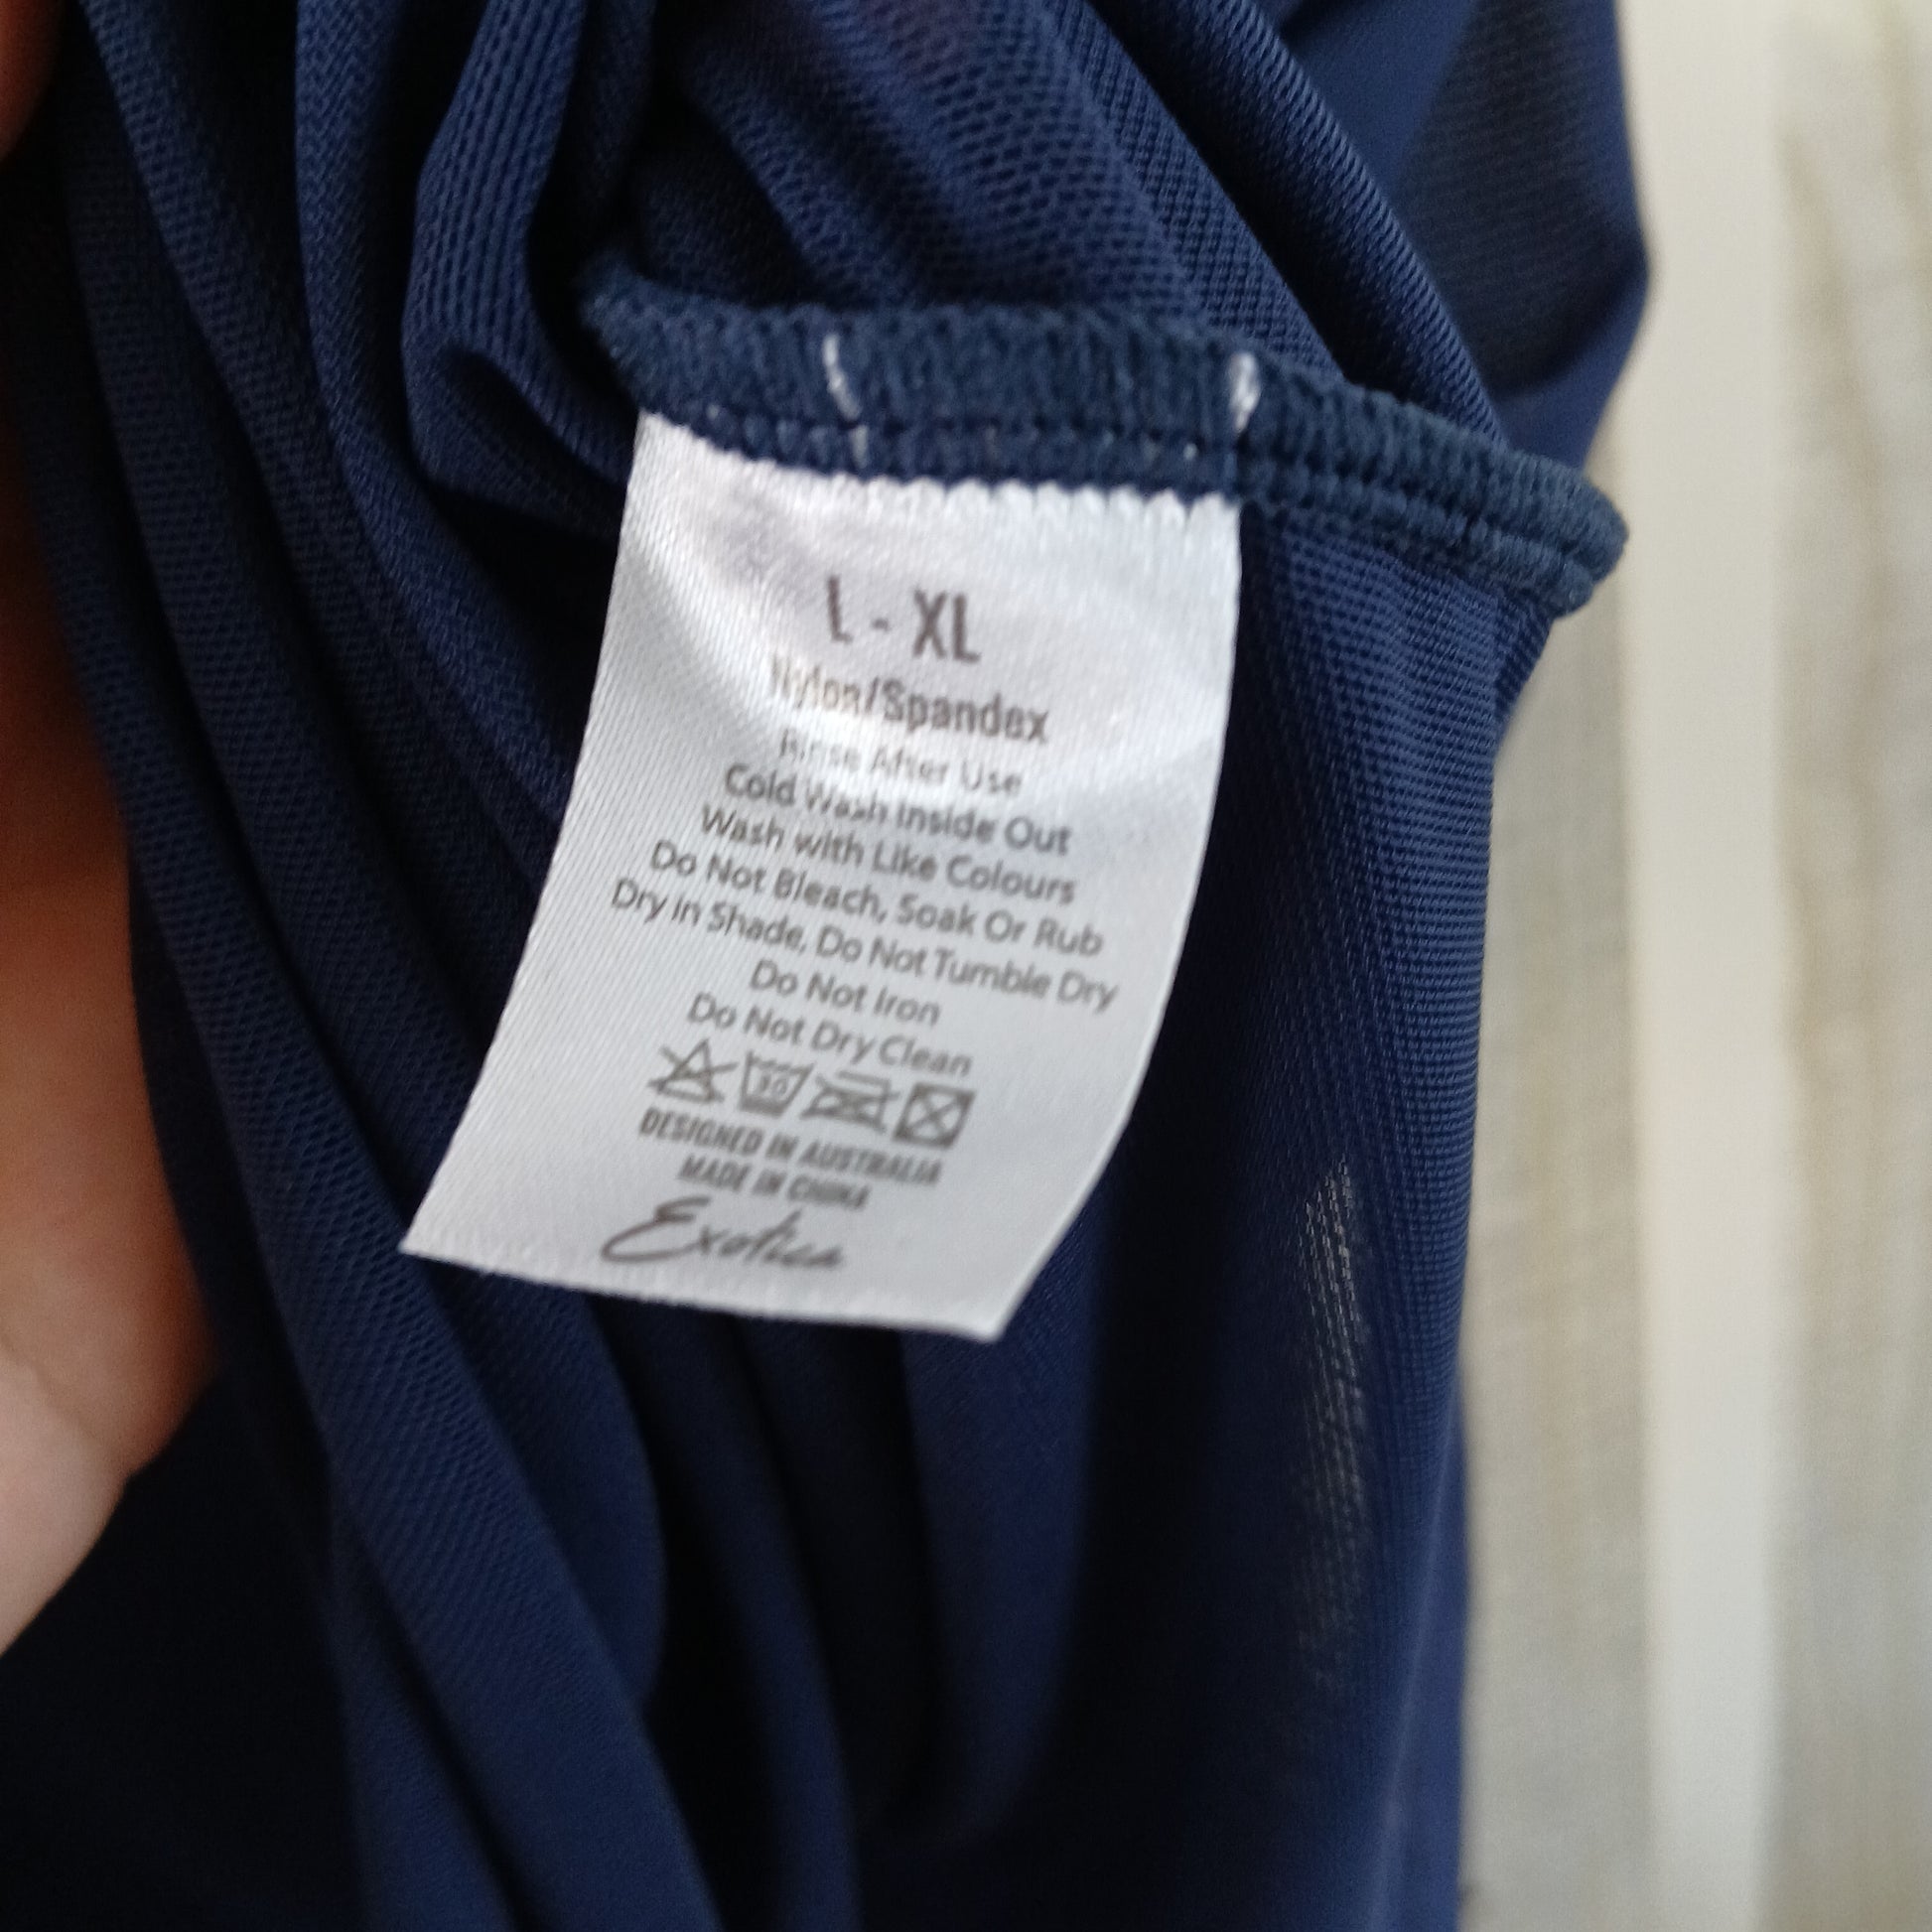 L - XL
Nylon/Spandex
Rinse After Use
Cold Wash Inside Out
Wash with Like Colours
Do Not Bleach, Soak Or Rub
Dry in Shade, Do Not Tumble Dry
Do Not Iron
Do Not Dry Clean
30
DESIGNED IN AUSTRALIA
MADE IN CHINA
Exotica